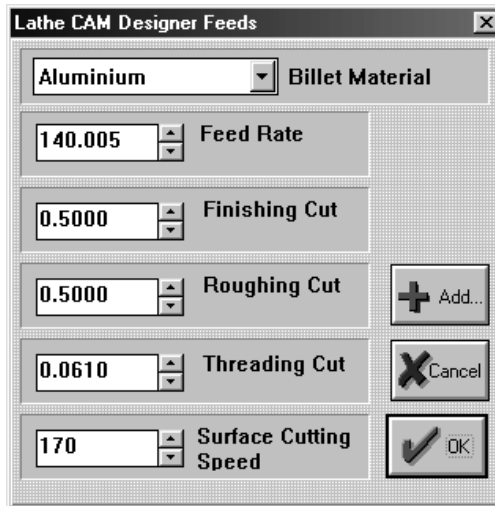 Lathe CAM Designer Feeds
Aluminium Billet Material
140.005 Feed Rate
0.5000 Finishing Cut
0.5000 Roughing Cut
Add...
0.0610 Threading Cut
Cancel
170 Surface Cutting
Speed
OK